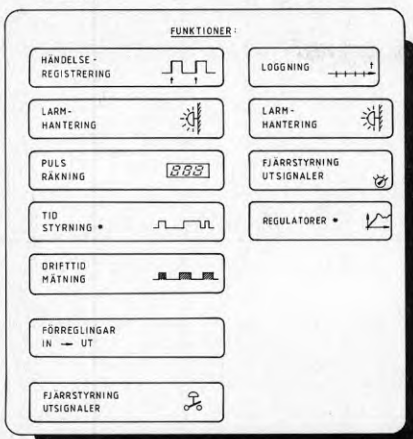 FUNKTIONER:
HÄNDELSE-
REGISTRERING
LARM-
HANTERING
PULS
RÄKNING
888
TID
STYRNING *
DRIFTTID
MÄTNING
FÖRREGLINGAR
IN → UT
FJÄRRSTYRNING
UTSIGNALER
LOGGNING
t
LARM-
HANTERING
FJÄRRSTYRNING
UTSIGNALER
REGULATORER *